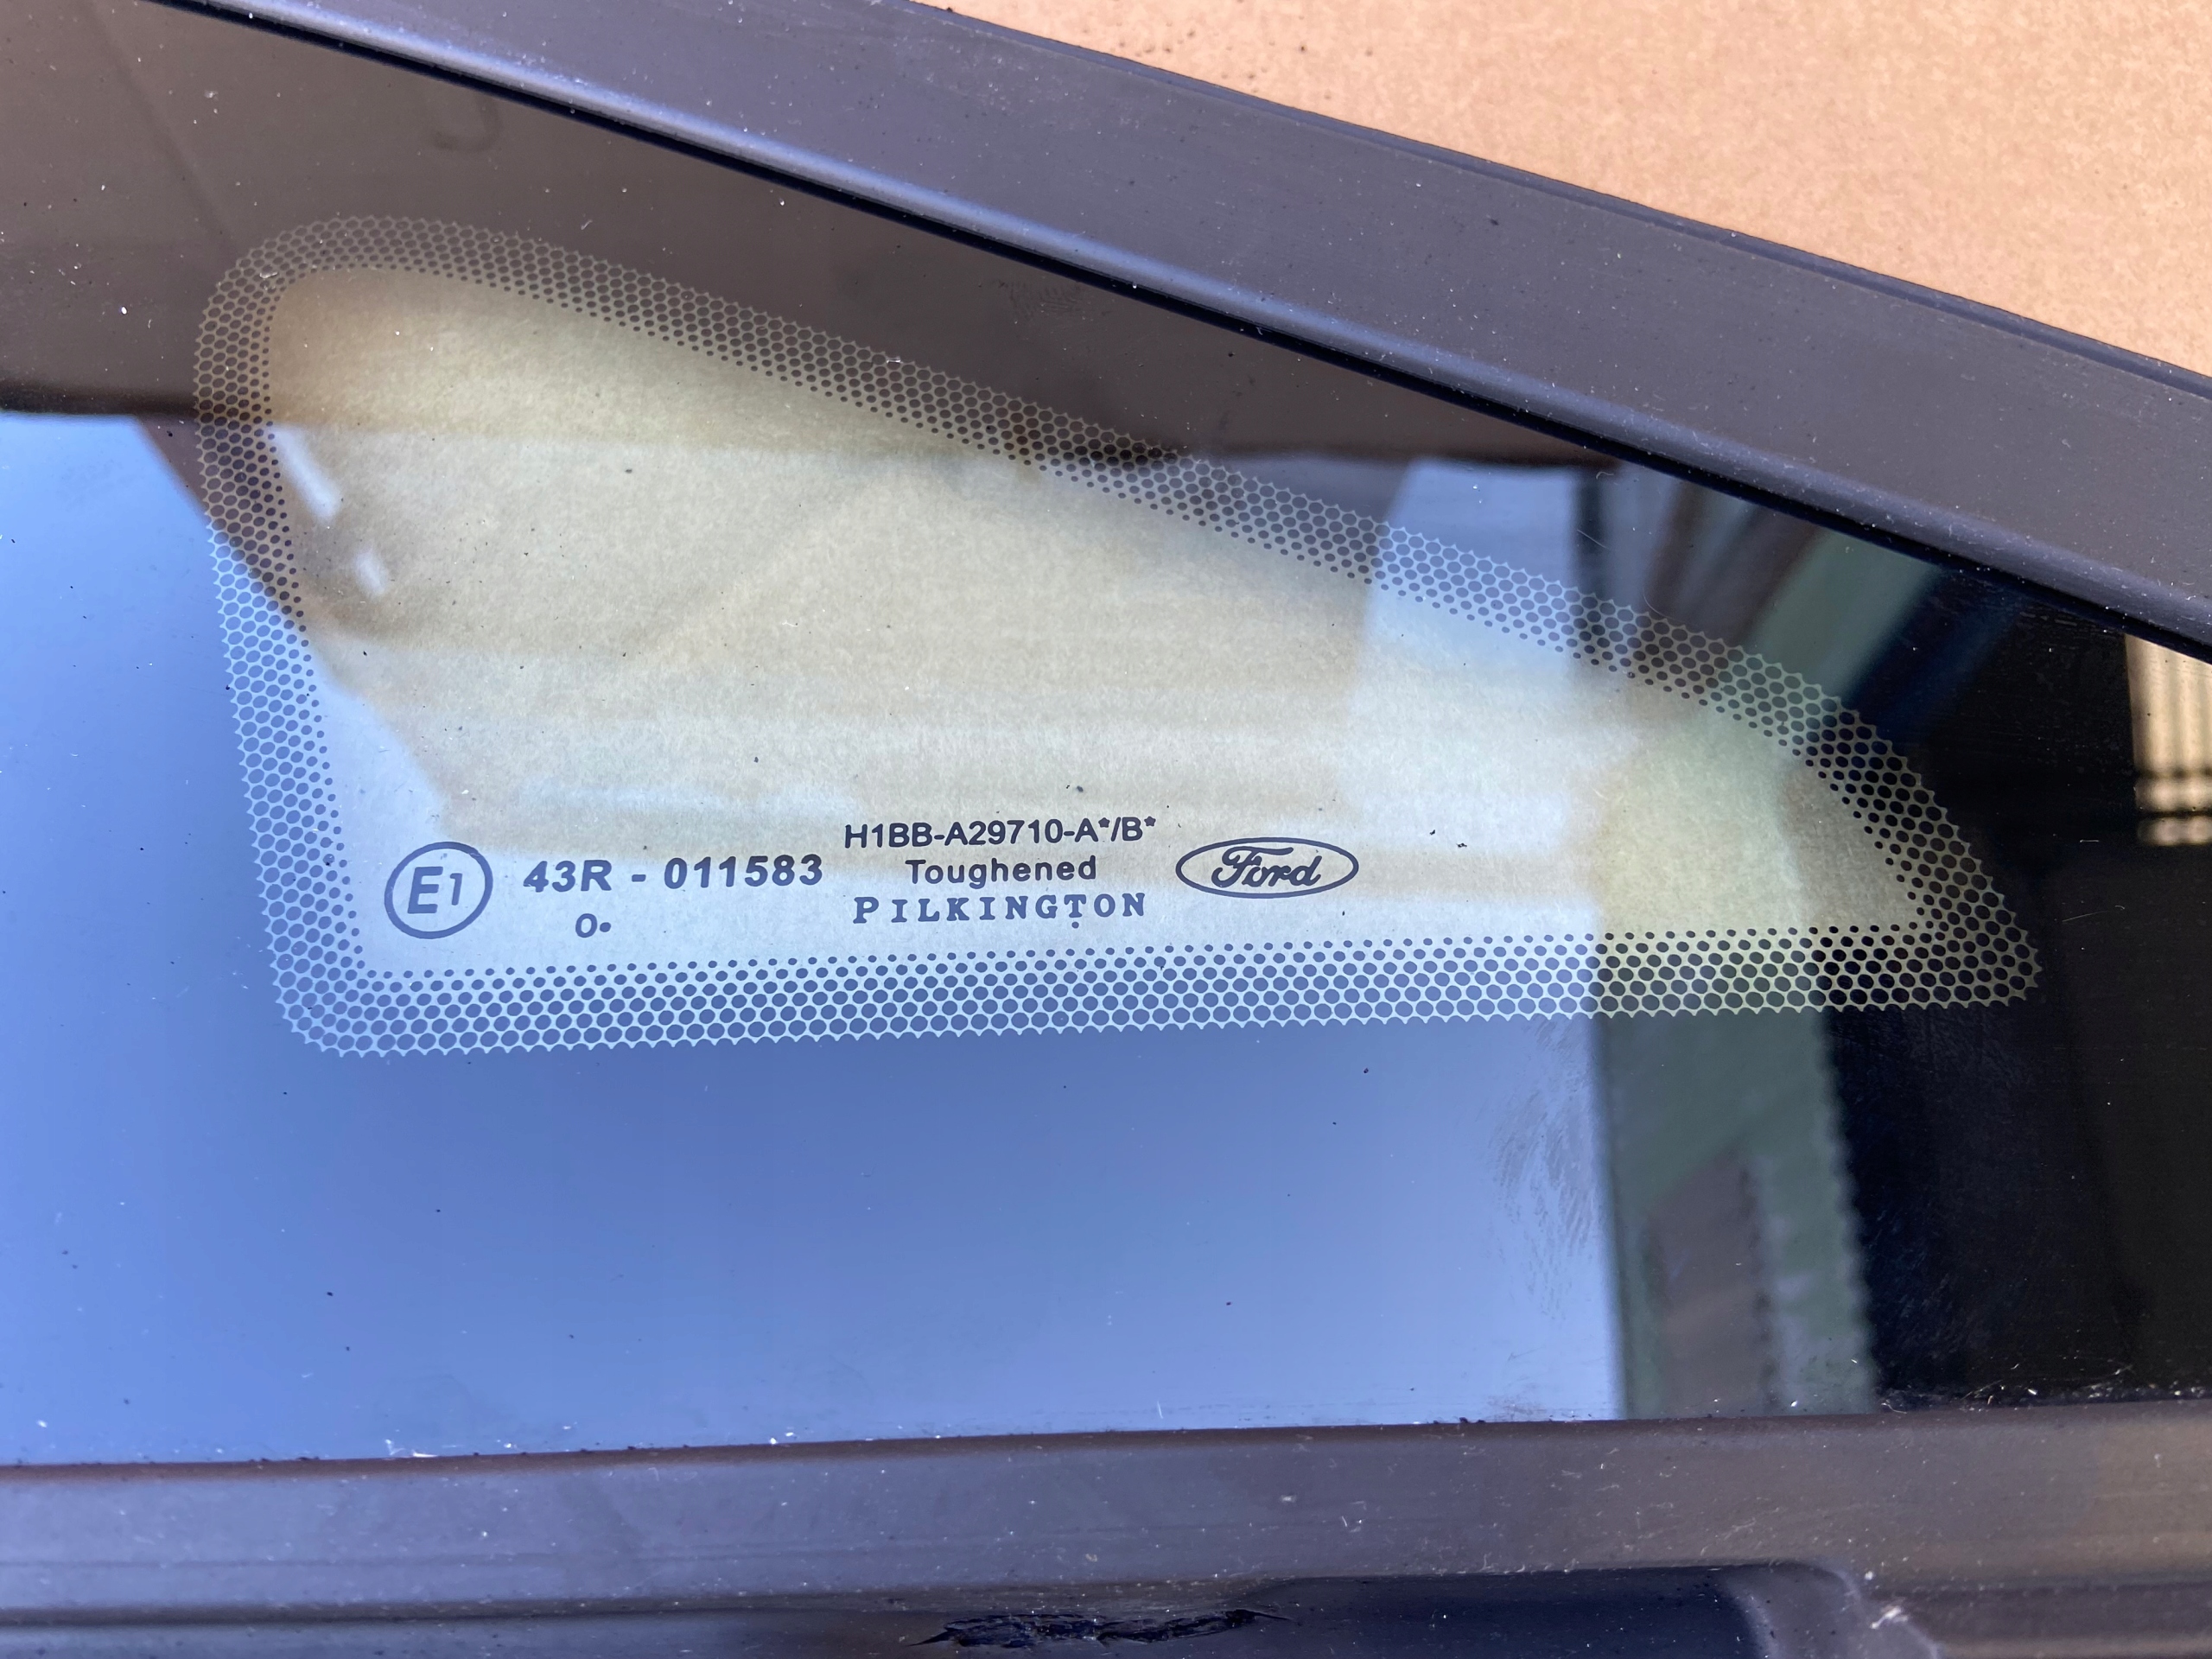 H1BB-A29710-A*/B*
E1 43R - 011583 Toughened Ford
O• PILKINGTON